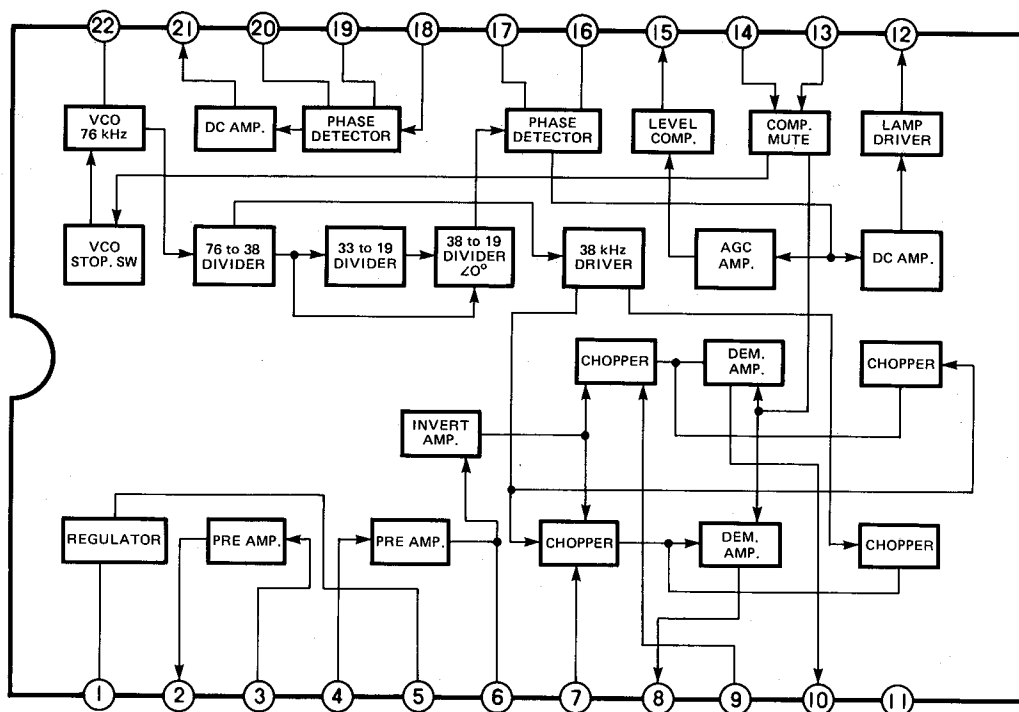 22
21
20
19
18
17
16
15
14
13
12
VCO
76 kHz
DC AMP.
PHASE
DETECTOR
PHASE
DETECTOR
LEVEL
COMP.
COMP.
MUTE
LAMP
DRIVER
VCO
STOP. SW
76 to 38
DIVIDER
33 to 19
DIVIDER
38 to 19
DIVIDER
∠0°
38 kHz
DRIVER
AGC
AMP.
DC AMP.
CHOPPER
DEM.
AMP.
CHOPPER
INVERT
AMP.
REGULATOR
PRE AMP.
PRE AMP.
CHOPPER
DEM.
AMP.
CHOPPER
1
2
3
4
5
6
7
8
9
10
11